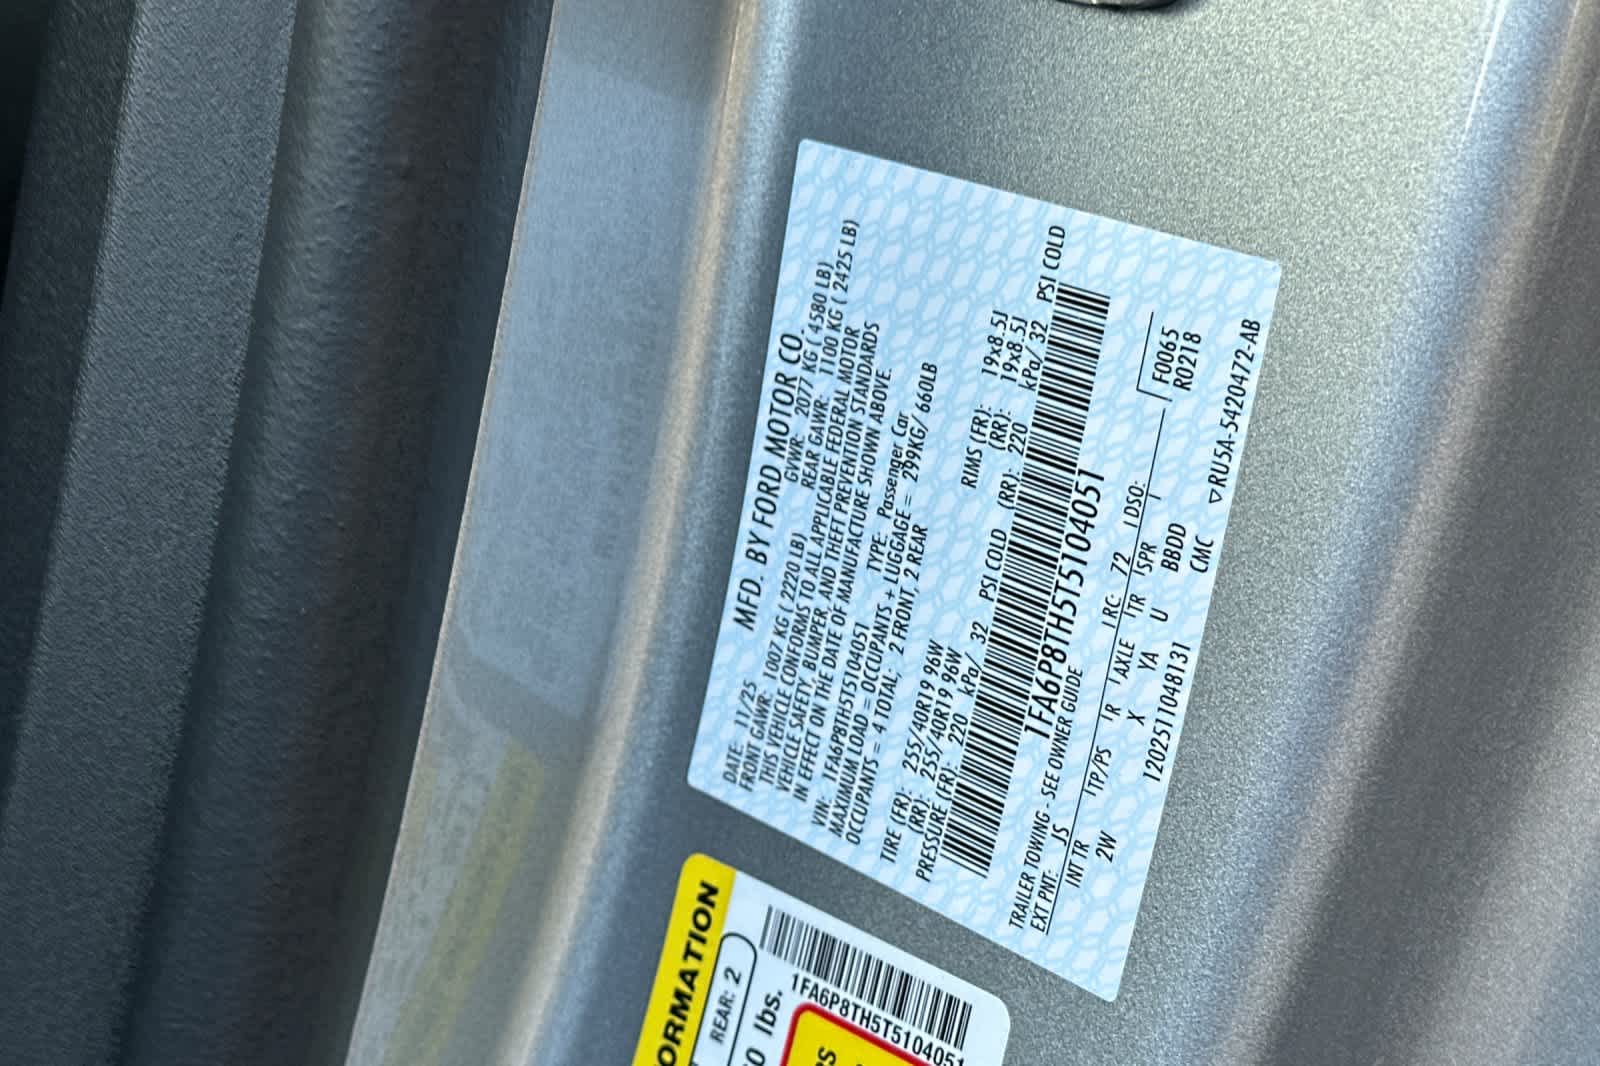 MFD. BY FORD MOTOR CO.
DATE: 11/25 GVWR: 2077 KG ( 4580 LB)
FRONT GAWR: 1007 KG ( 2220 LB) REAR GAWR: 1100 KG ( 2425 LB)
THIS VEHICLE CONFORMS TO ALL APPLICABLE FEDERAL MOTOR
VEHICLE SAFETY, BUMPER, AND THEFT PREVENTION STANDARDS
IN EFFECT ON THE DATE OF MANUFACTURE SHOWN ABOVE.
VIN: 1FA6P8TH5T5104051 TYPE: Passenger Car
MAXIMUM LOAD = OCCUPANTS + LUGGAGE = 299KG/ 660LB
OCCUPANTS = 4 TOTAL; 2 FRONT, 2 REAR
TIRE (FR): 255/40R19 96W RIMS (FR): 19x8.5J
(RR): 255/40R19 96W (RR): 19x8.5J
PRESSURE (FR): 220 kPa/ 32 PSI COLD (RR): 220 kPa/ 32 PSI COLD
1FA6P8TH5T5104051
TRAILER TOWING - SEE OWNER GUIDE
EXT PNT: JS RC: 72 DSO:
INT TR TP/PS R AXLE TR SPR F0065
2W X YA U BBDD R0218
1202511048131 CMC ▽RU5A-5420472-AB
ORMATION
REAR: 2
0 lbs.
1FA6P8TH5T5104051